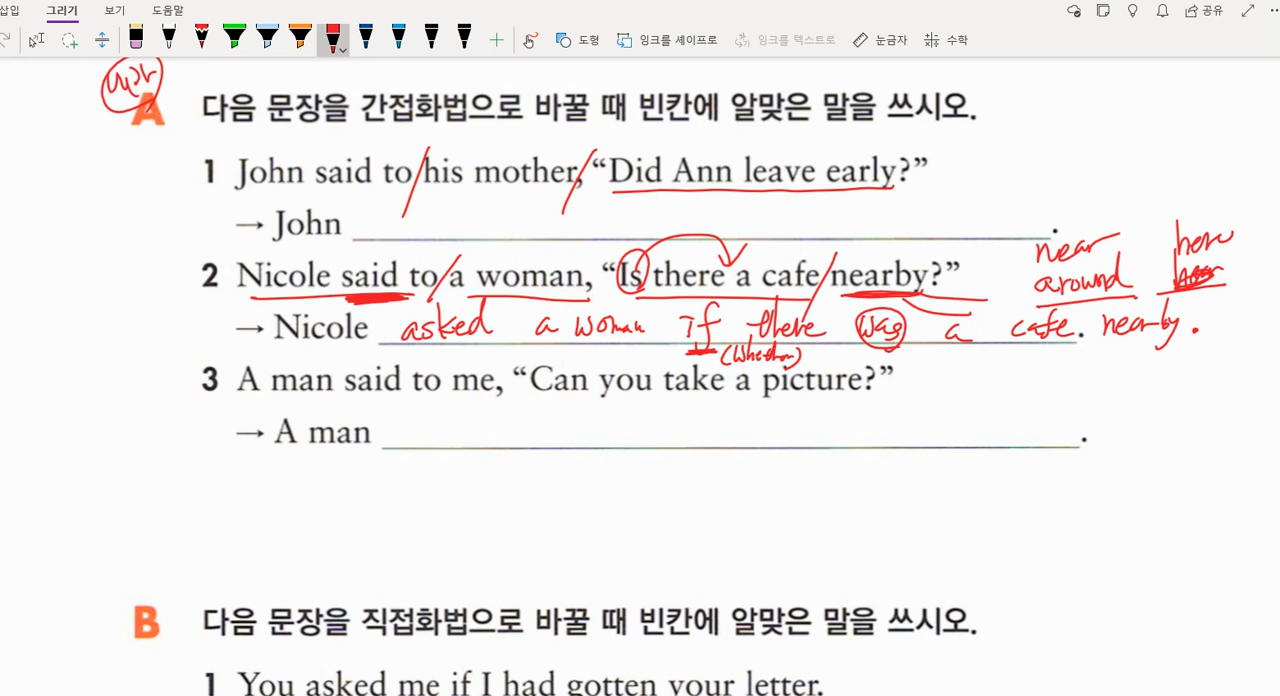 삽입 그리기 보기 도움말 공유
도형 잉크를 셰이프로 잉크를 텍스트로 눈금자 수학
A 다음 문장을 간접화법으로 바꿀 때 빈칸에 알맞은 말을 쓰시오.
1 John said to his mother, “Did Ann leave early?”
→ John .
near here
2 Nicole said to a woman, “Is there a cafe nearby?” around
→ Nicole asked a woman if there was a cafe. nearby.
(whether)
3 A man said to me, “Can you take a picture?”
→ A man .
B 다음 문장을 직접화법으로 바꿀 때 빈칸에 알맞은 말을 쓰시오.
1 You asked me if I had gotten your letter.